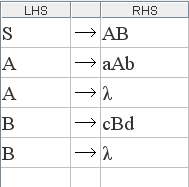 LHS RHS
S → AB
A → aAb
A → λ
B → cBd
B → λ